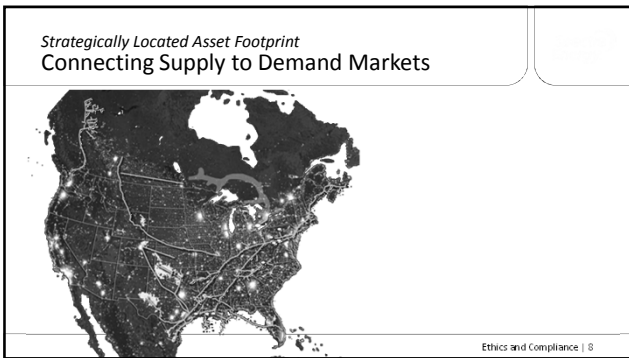 Strategically Located Asset Footprint
Connecting Supply to Demand Markets
Ethics and Compliance | 8